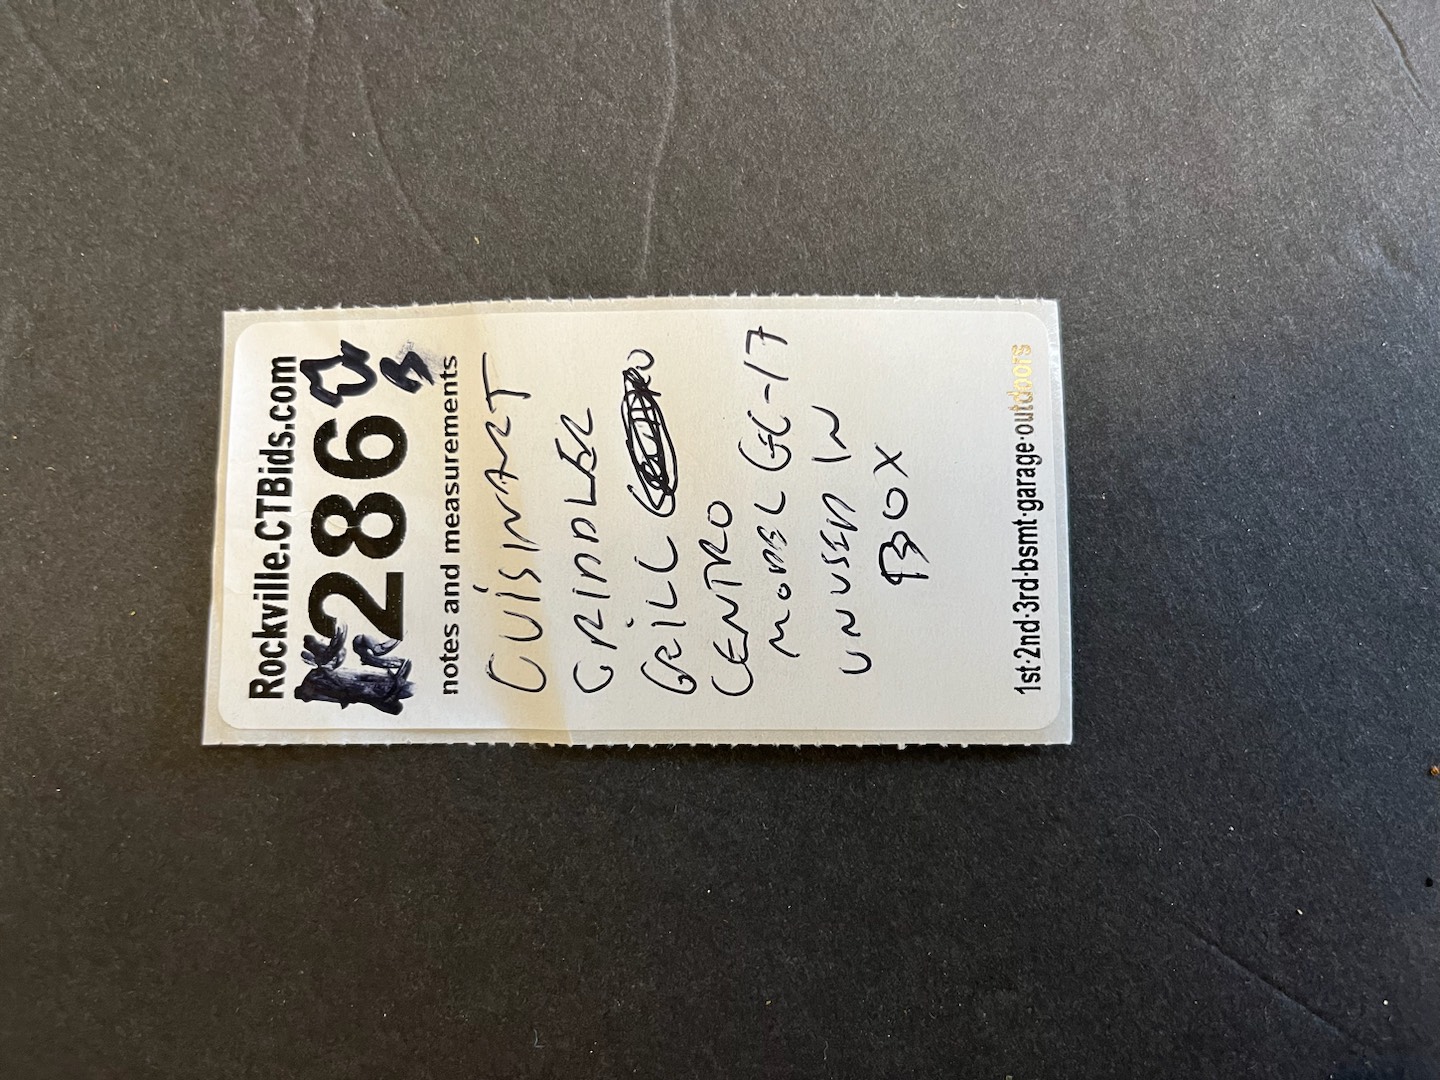 Rockville.CTBids.com
286
B
notes and measurements
CUISINART
GRIDDLER
GRILL
CENTRO
MODEL GC-17
UNUSED IN
BOX
1st·2nd·3rd·bsmt·garage·outdoors